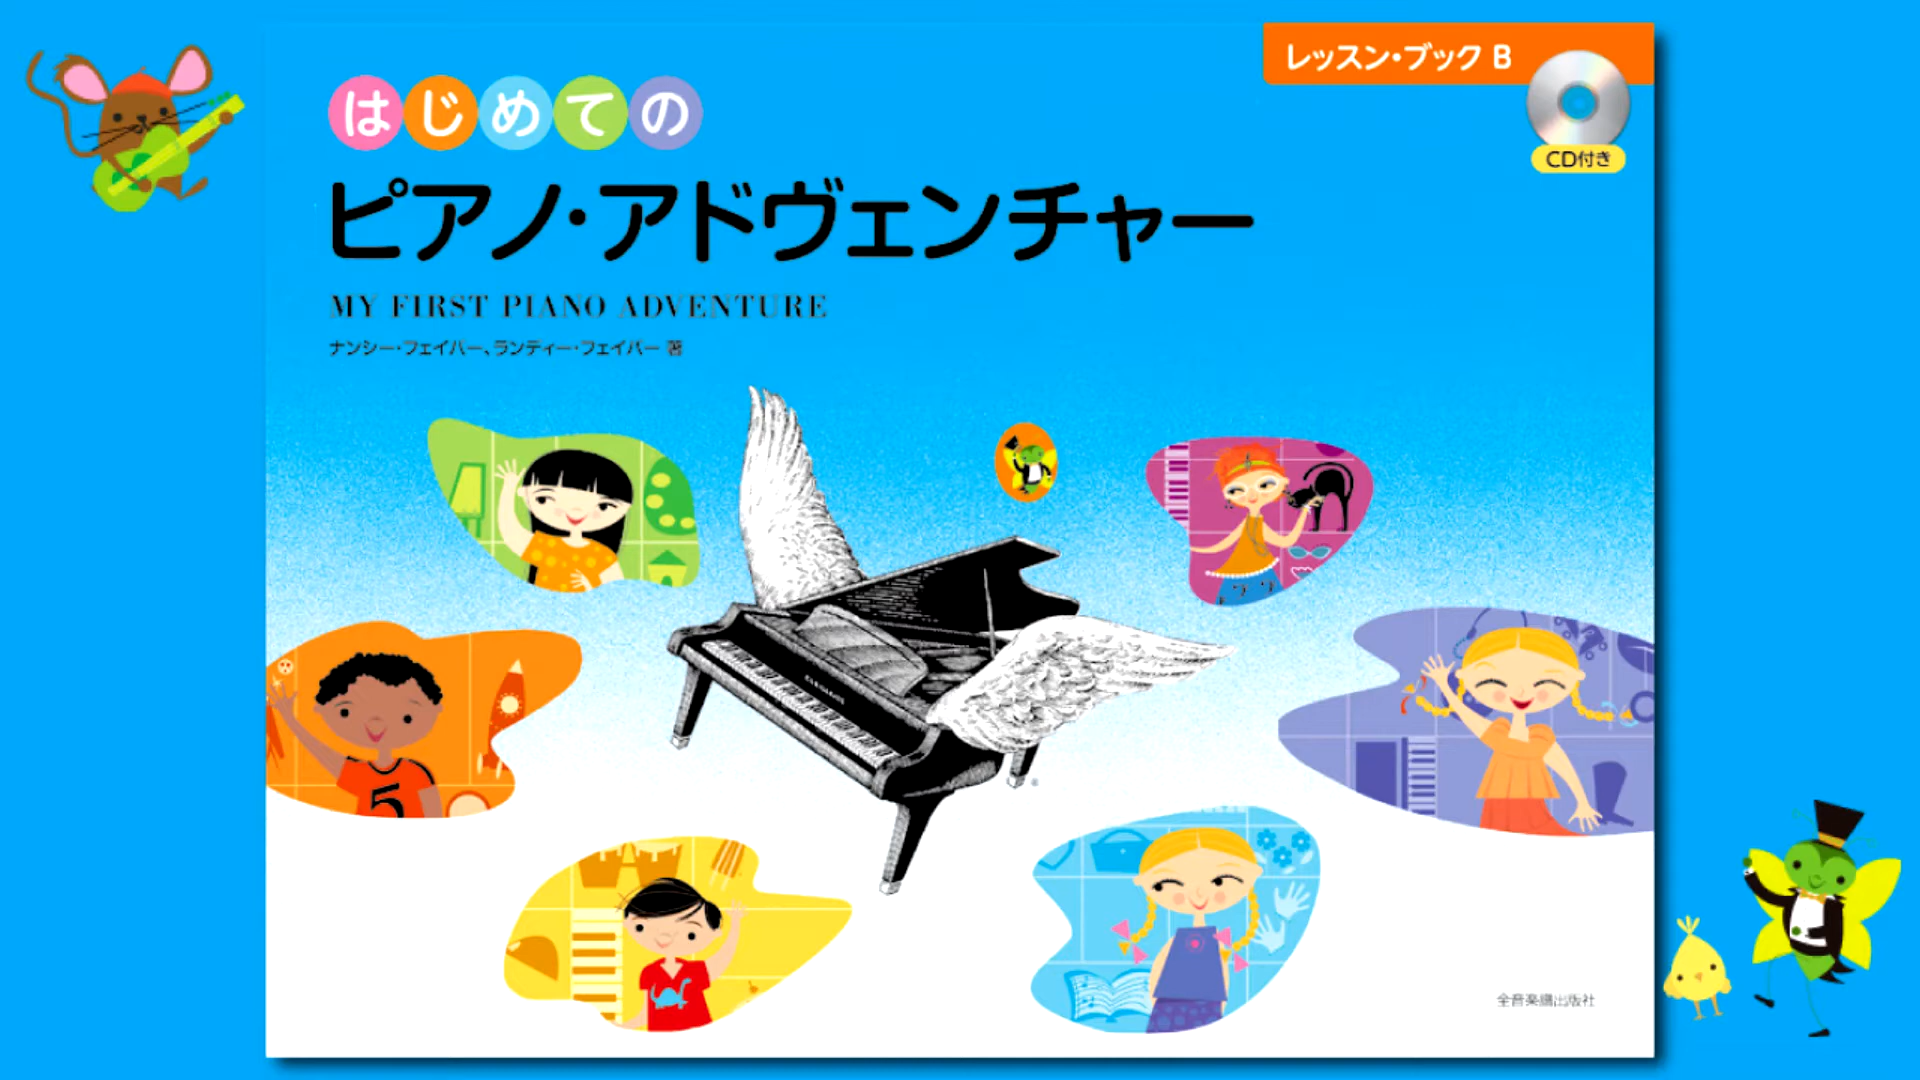 レッスン・ブック B
CD付き
はじめての
ピアノ・アドヴェンチャー
MY FIRST PIANO ADVENTURE
ナンシー・フェイバー、ランディー・フェイバー 著
5
全音楽譜出版社